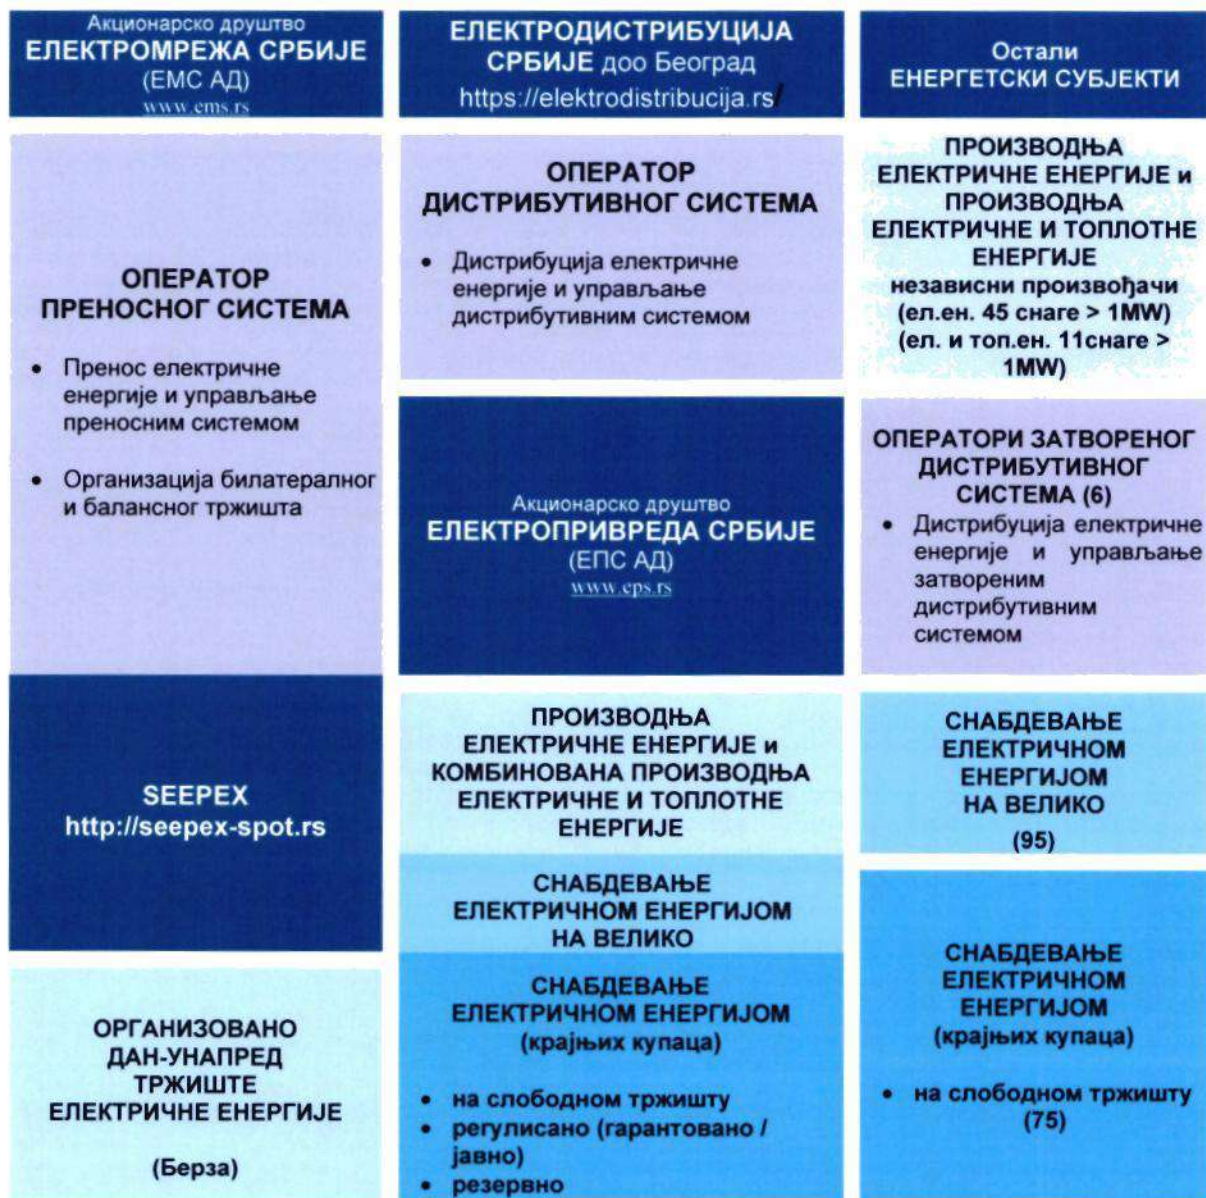 Акционарско друштво
ЕЛЕКТРОМРЕЖА СРБИЈЕ
(ЕМС АД)
www.ems.rs
ОПЕРАТОР
ПРЕНОСНОГ СИСТЕМА
• Пренос електричне
енергије и управљање
преносним системом
• Организација билатералног
и балансног тржишта
SEEPEX
http://seepex-spot.rs
ОРГАНИЗОВАНО
ДАН-УНАПРЕД
ТРЖИШТЕ
ЕЛЕКТРИЧНЕ ЕНЕРГИЈЕ
(Берза)
ЕЛЕКТРОДИСТРИБУЦИЈА
СРБИЈЕ доо Београд
https://elektrodistribucija.rs/
ОПЕРАТОР
ДИСТРИБУТИВНОГ СИСТЕМА
• Дистрибуција електричне
енергије и управљање
дистрибутивним системом
Акционарско друштво
ЕЛЕКТРОПРИВРЕДА СРБИЈЕ
(ЕПС АД)
www.eps.rs
ПРОИЗВОДЊА
ЕЛЕКТРИЧНЕ ЕНЕРГИЈЕ и
КОМБИНОВАНА ПРОИЗВОДЊА
ЕЛЕКТРИЧНЕ И ТОПЛОТНЕ
ЕНЕРГИЈЕ
СНАБДЕВАЊЕ
ЕЛЕКТРИЧНОМ ЕНЕРГИЈОМ
НА ВЕЛИКО
СНАБДЕВАЊЕ
ЕЛЕКТРИЧНОМ ЕНЕРГИЈОМ
(крајњих купаца)
• на слободном тржишту
• регулисано (гарантовано /
јавно)
• резервно
Остали
ЕНЕРГЕТСКИ СУБЈЕКТИ
ПРОИЗВОДЊА
ЕЛЕКТРИЧНЕ ЕНЕРГИЈЕ и
ПРОИЗВОДЊА
ЕЛЕКТРИЧНЕ И ТОПЛОТНЕ
ЕНЕРГИЈЕ
независни произвођачи
(ел.ен. 45 снаге > 1MW)
(ел. и топ.ен. 11снаге >
1MW)
ОПЕРАТОРИ ЗАТВОРЕНОГ
ДИСТРИБУТИВНОГ
СИСТЕМА (6)
• Дистрибуција електричне
енергије и управљање
затвореним
дистрибутивним
системом
СНАБДЕВАЊЕ
ЕЛЕКТРИЧНОМ
ЕНЕРГИЈОМ
НА ВЕЛИКО
(95)
СНАБДЕВАЊЕ
ЕЛЕКТРИЧНОМ
ЕНЕРГИЈОМ
(крајњих купаца)
• на слободном тржишту
(75)